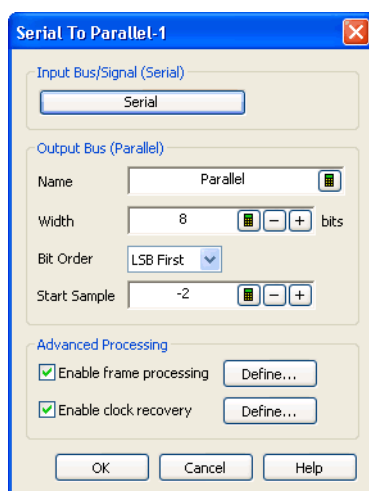 Serial To Parallel-1
Input Bus/Signal (Serial)
Serial
Output Bus (Parallel)
Name Parallel
Width 8 bits
Bit Order LSB First
Start Sample -2
Advanced Processing
Enable frame processing Define...
Enable clock recovery Define...
OK Cancel Help